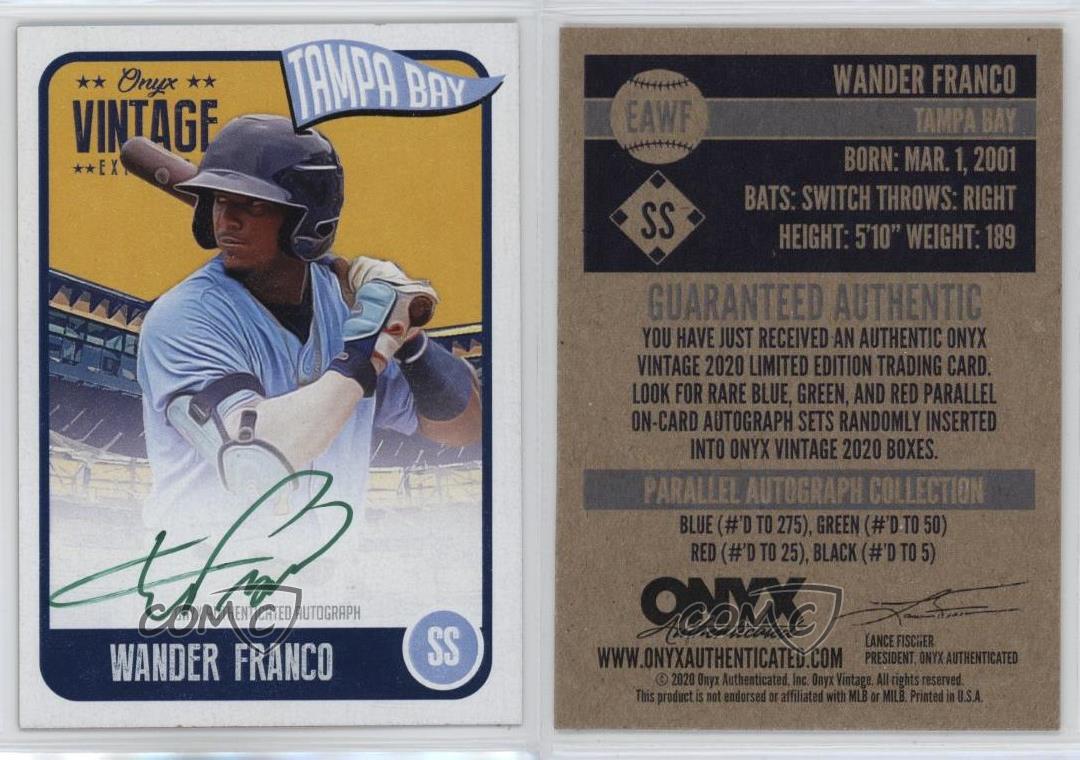 ★★ Onyx ★★
VINTAGE
★★EXT
TAMPA BAY
ONYX AUTHENTICATED AUTOGRAPH
COMC
WANDER FRANCO
SS
WANDER FRANCO
EAWF
TAMPA BAY
BORN: MAR. 1, 2001
BATS: SWITCH THROWS: RIGHT
SS
HEIGHT: 5'10" WEIGHT: 189
GUARANTEED AUTHENTIC
YOU HAVE JUST RECEIVED AN AUTHENTIC ONYX
VINTAGE 2020 LIMITED EDITION TRADING CARD.
LOOK FOR RARE BLUE, GREEN, AND RED PARALLEL
ON-CARD AUTOGRAPH SETS RANDOMLY INSERTED
INTO ONYX VINTAGE 2020 BOXES.
PARALLEL AUTOGRAPH COLLECTION
BLUE (#'D TO 275), GREEN (#'D TO 50)
RED (#'D TO 25), BLACK (#'D TO 5)
ONYX
Authenticated
COMC
LANCE FISCHER
PRESIDENT, ONYX AUTHENTICATED
WWW.ONYXAUTHENTICATED.COM
© 2020 Onyx Authenticated, Inc. Onyx Vintage. All rights reserved.
This product is not endorsed or affiliated with MLB or MILB. Printed in U.S.A.